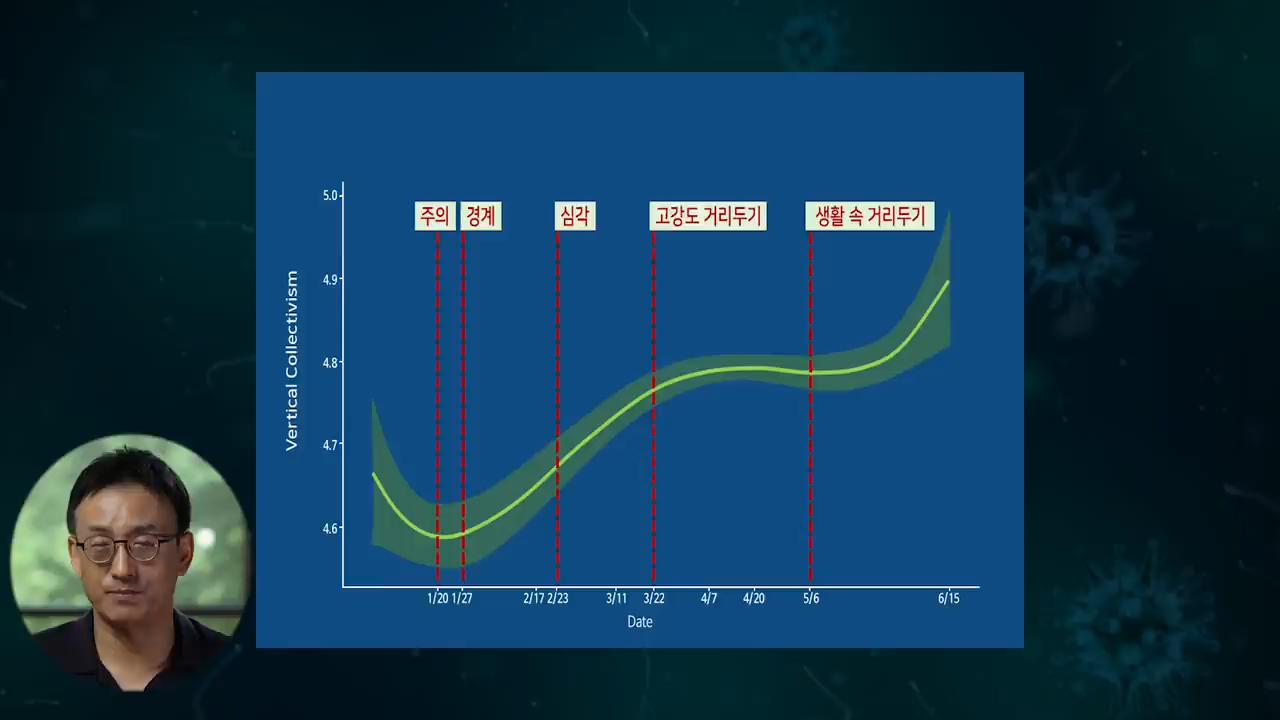 5.0
주의
경계
심각
고강도 거리두기
생활 속 거리두기
4.9
4.8
4.7
4.6
Vertical Collectivism
1/20 1/27 2/17 2/23 3/11 3/22 4/7 4/20 5/6 6/15
Date